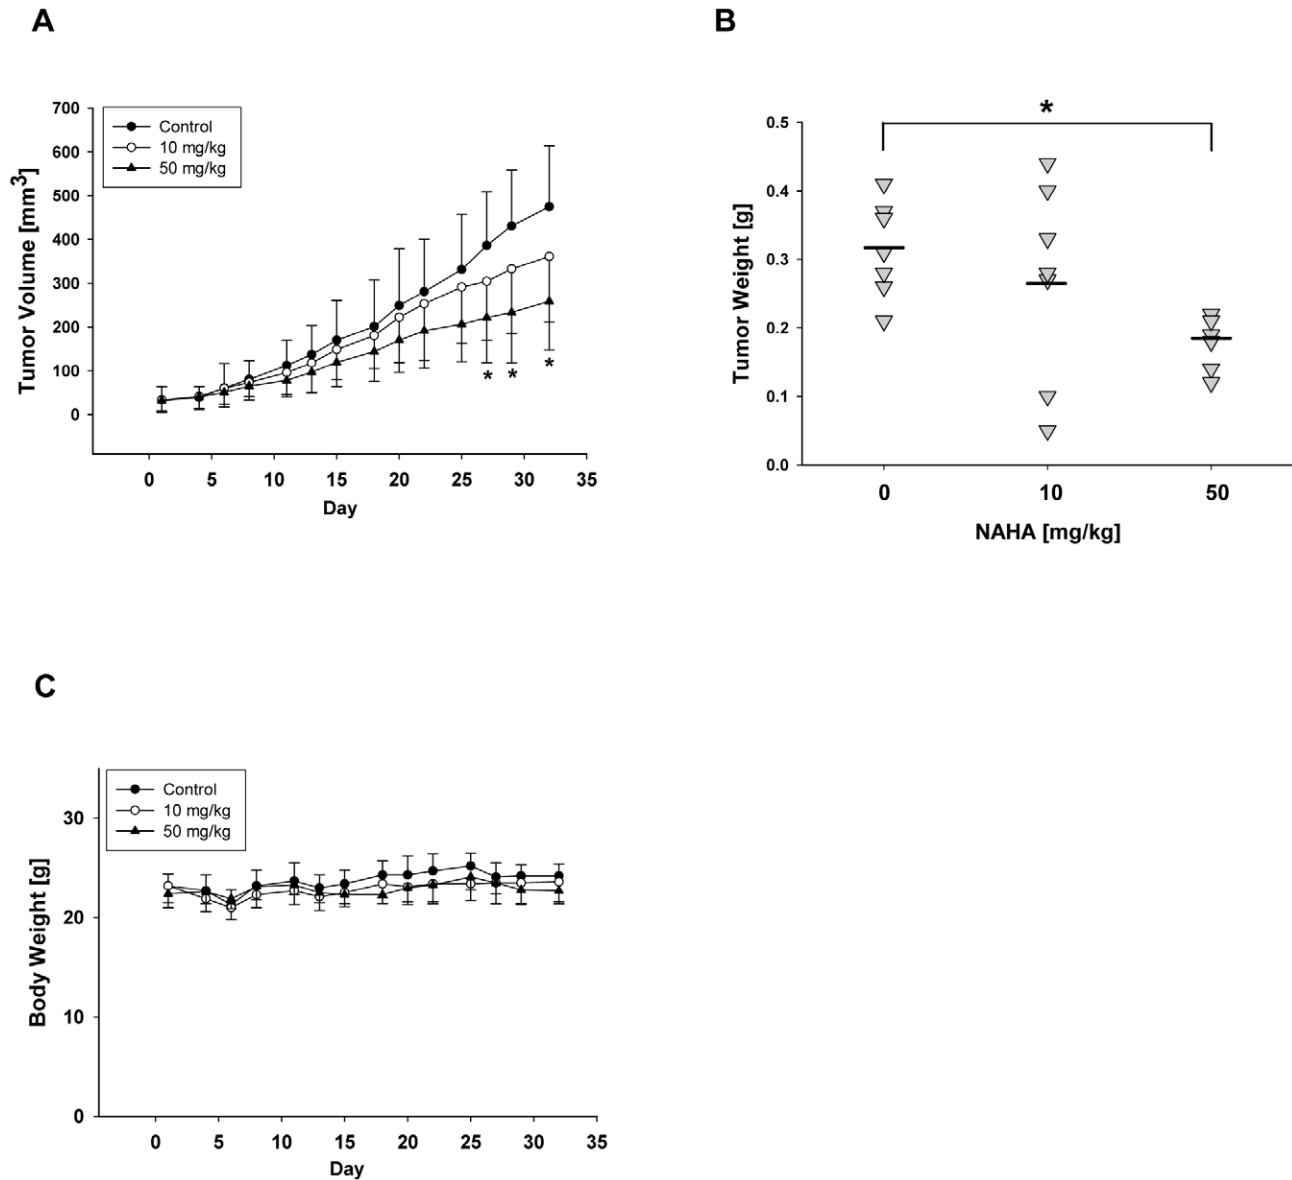 A
Tumor Volume [mm3]
700
600
500
400
300
200
100
0
Control
10 mg/kg
50 mg/kg
* * *
0 5 10 15 20 25 30 35
Day
B
*
Tumor Weight [g]
0.5
0.4
0.3
0.2
0.1
0.0
0 10 50
NAHA [mg/kg]
C
Body Weight [g]
30
20
10
0
Control
10 mg/kg
50 mg/kg
0 5 10 15 20 25 30 35
Day